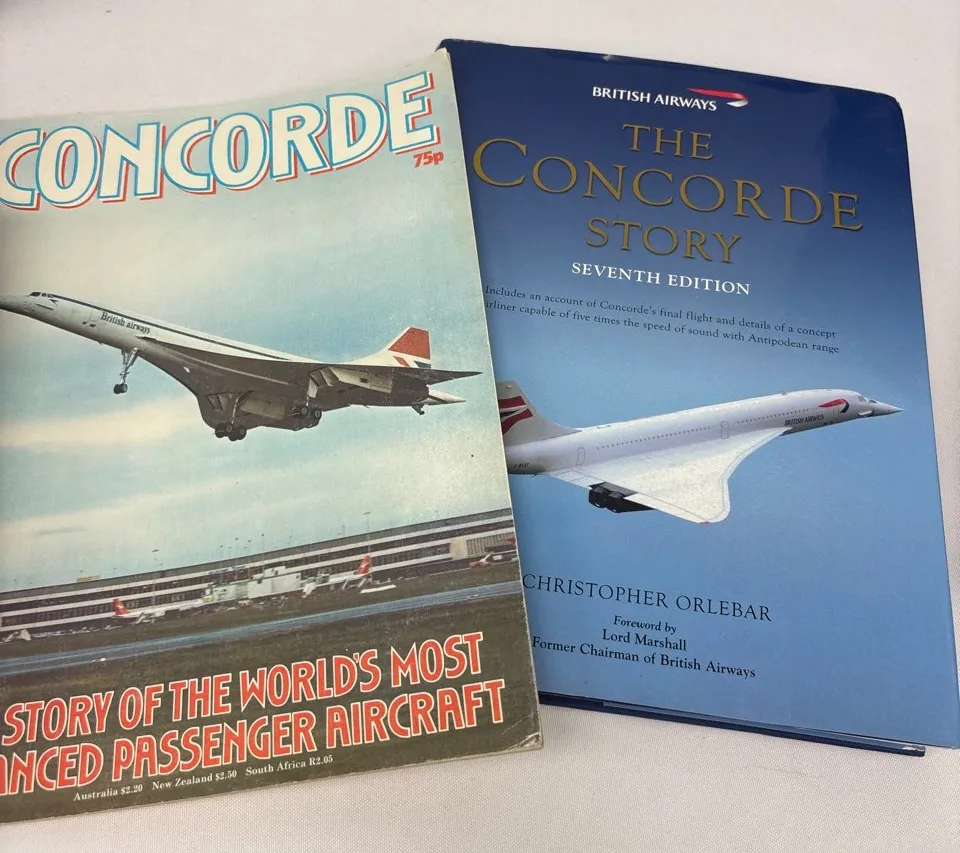 CONCORDE
75p
British airways
STORY OF THE WORLD'S MOST
ANCED PASSENGER AIRCRAFT
Australia $2.20 New Zealand $2.50 South Africa R2.05
BRITISH AIRWAYS
THE
CONCORDE
STORY
SEVENTH EDITION
Includes an account of Concorde's final flight and details of a concept
airliner capable of five times the speed of sound with Antipodean range
BRITISH AIRWAYS
CHRISTOPHER ORLEBAR
Foreword by
Lord Marshall
Former Chairman of British Airways